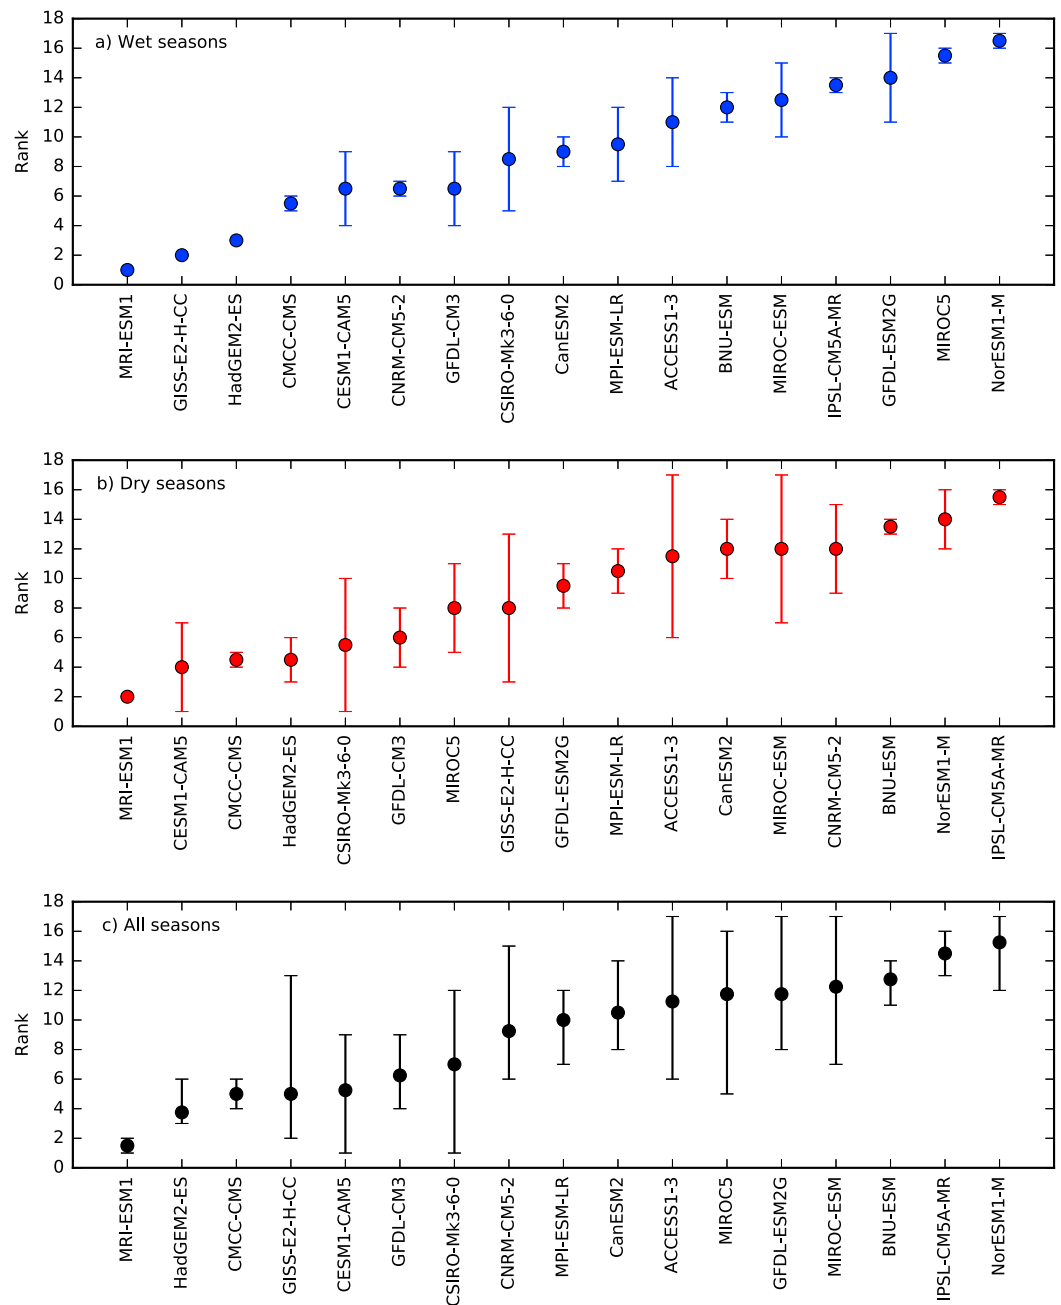 a) Wet seasons
Rank
18
16
14
12
10
8
6
4
2
0
MRI-ESM1
GISS-E2-H-CC
HadGEM2-ES
CMCC-CMS
CESM1-CAM5
CNRM-CM5-2
GFDL-CM3
CSIRO-Mk3-6-0
CanESM2
MPI-ESM-LR
ACCESS1-3
BNU-ESM
MIROC-ESM
IPSL-CM5A-MR
GFDL-ESM2G
MIROC5
NorESM1-M
b) Dry seasons
Rank
18
16
14
12
10
8
6
4
2
0
MRI-ESM1
CESM1-CAM5
CMCC-CMS
HadGEM2-ES
CSIRO-Mk3-6-0
GFDL-CM3
MIROC5
GISS-E2-H-CC
GFDL-ESM2G
MPI-ESM-LR
ACCESS1-3
CanESM2
MIROC-ESM
CNRM-CM5-2
BNU-ESM
NorESM1-M
IPSL-CM5A-MR
c) All seasons
Rank
18
16
14
12
10
8
6
4
2
0
MRI-ESM1
HadGEM2-ES
CMCC-CMS
GISS-E2-H-CC
CESM1-CAM5
GFDL-CM3
CSIRO-Mk3-6-0
CNRM-CM5-2
MPI-ESM-LR
CanESM2
ACCESS1-3
MIROC5
GFDL-ESM2G
MIROC-ESM
BNU-ESM
IPSL-CM5A-MR
NorESM1-M